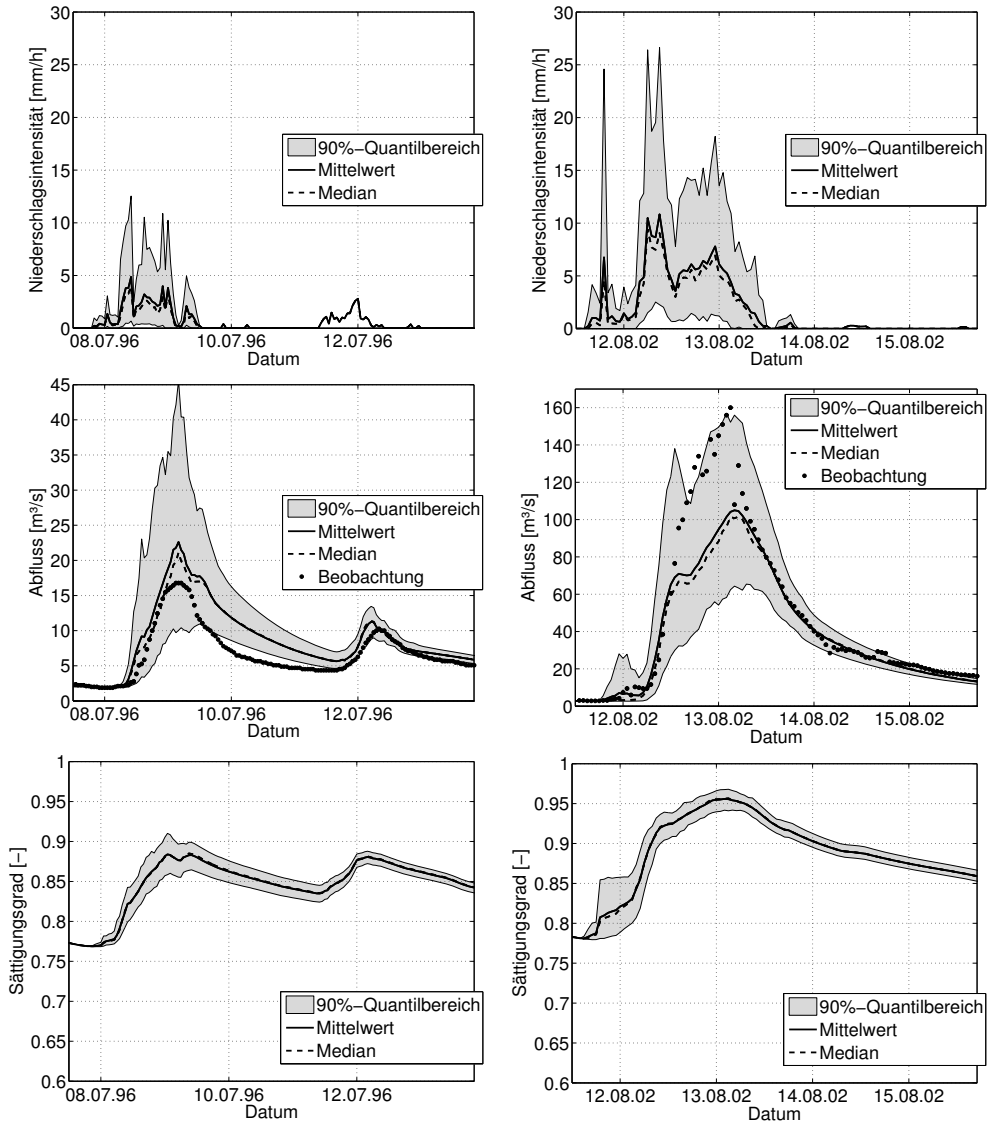 30
25
20
15
10
5
0
Niederschlagsintensität [mm/h]
90%−Quantilbereich
Mittelwert
Median
08.07.96 10.07.96 12.07.96
Datum
30
25
20
15
10
5
0
Niederschlagsintensität [mm/h]
90%−Quantilbereich
Mittelwert
Median
12.08.02 13.08.02 14.08.02 15.08.02
Datum
45
40
35
30
25
20
15
10
5
0
Abfluss [m³/s]
90%−Quantilbereich
Mittelwert
Median
Beobachtung
08.07.96 10.07.96 12.07.96
Datum
160
140
120
100
80
60
40
20
0
Abfluss [m³/s]
90%−Quantilbereich
Mittelwert
Median
Beobachtung
12.08.02 13.08.02 14.08.02 15.08.02
Datum
1
0.95
0.9
0.85
0.8
0.75
0.7
0.65
0.6
Sättigungsgrad [−]
90%−Quantilbereich
Mittelwert
Median
08.07.96 10.07.96 12.07.96
Datum
1
0.95
0.9
0.85
0.8
0.75
0.7
0.65
0.6
Sättigungsgrad [−]
90%−Quantilbereich
Mittelwert
Median
12.08.02 13.08.02 14.08.02 15.08.02
Datum